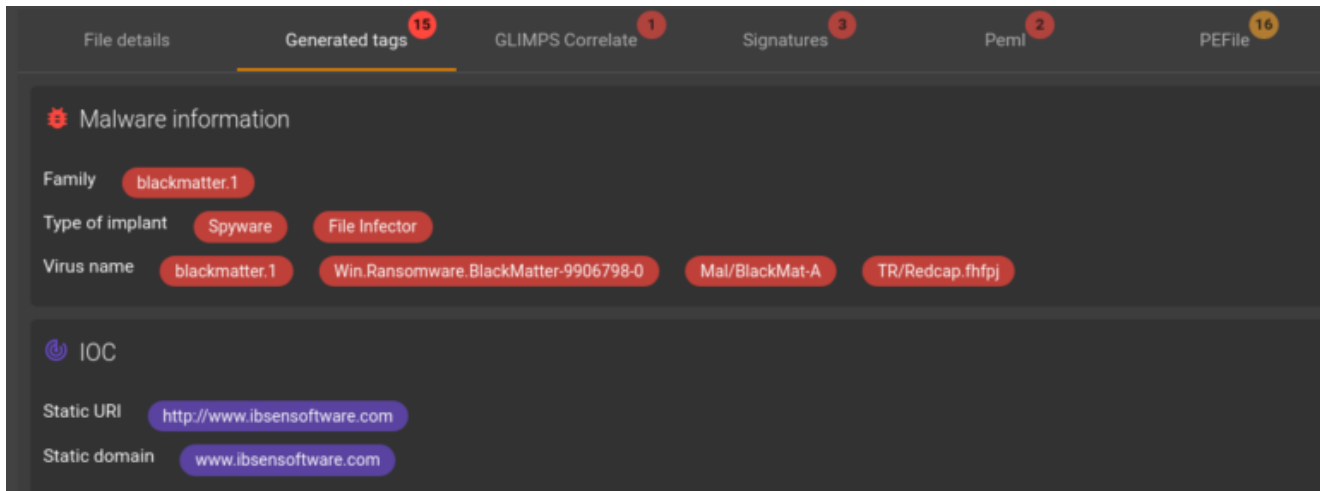 File details Generated tags 15 GLIMPS Correlate 1 Signatures 3 Peml 2 PEFile 16
Malware information
Family blackmatter.1
Type of implant Spyware File Infector
Virus name blackmatter.1 Win.Ransomware.BlackMatter-9906798-0 Mal/BlackMat-A TR/Redcap.fhfpj
IOC
Static URI http://www.ibsensoftware.com
Static domain www.ibsensoftware.com